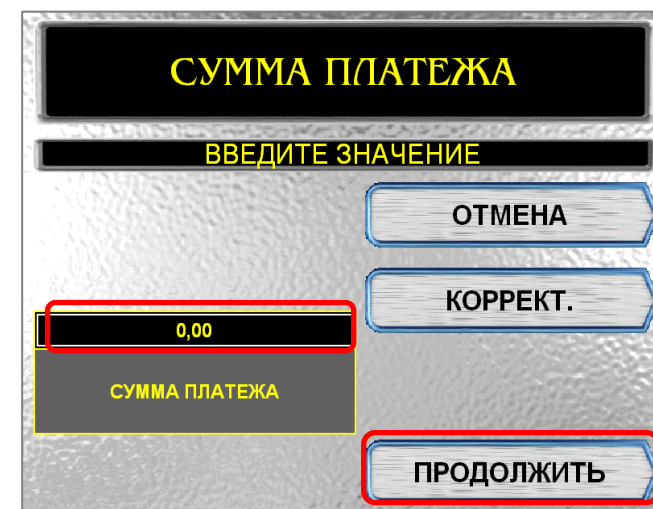 СУММА ПЛАТЕЖА
ВВЕДИТЕ ЗНАЧЕНИЕ
ОТМЕНА
КОРРЕКТ.
0,00
СУММА ПЛАТЕЖА
ПРОДОЛЖИТЬ